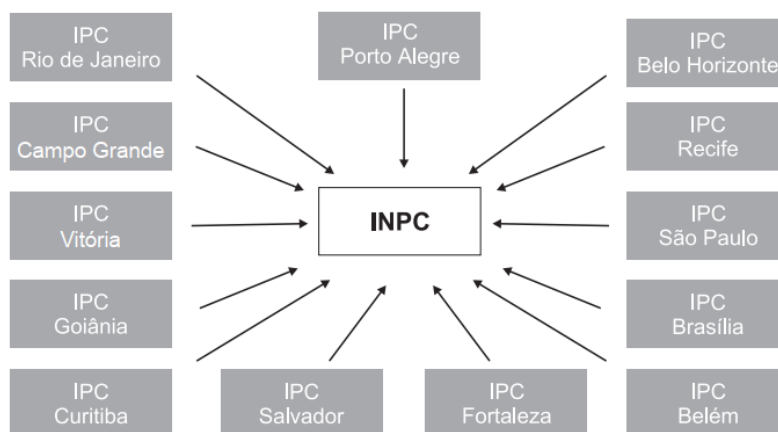 IPC
Rio de Janeiro
IPC
Porto Alegre
IPC
Belo Horizonte
IPC
Campo Grande
IPC
Recife
IPC
Vitória
INPC
IPC
São Paulo
IPC
Goiânia
IPC
Brasília
IPC
Curitiba
IPC
Salvador
IPC
Fortaleza
IPC
Belém